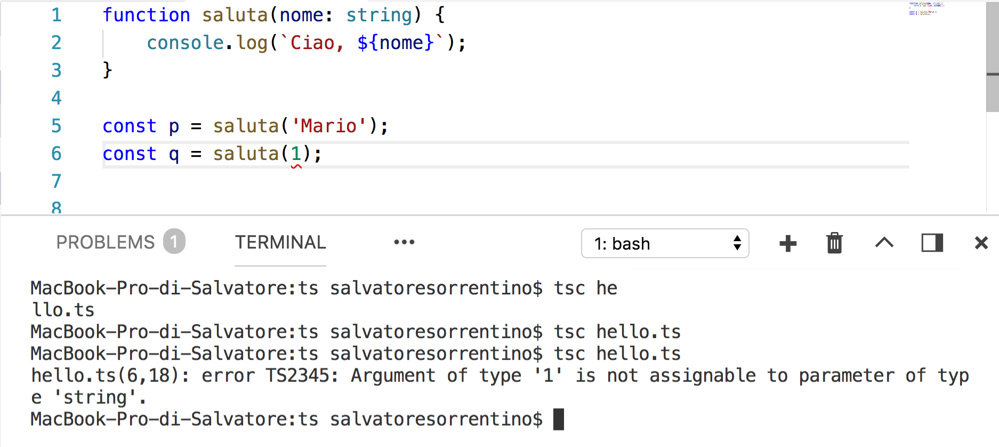 1 function saluta(nome: string) {
2 console.log(`Ciao, ${nome}`);
3 }
4
5 const p = saluta('Mario');
6 const q = saluta(1);
7
8
PROBLEMS 1 TERMINAL ••• 1: bash
MacBook-Pro-di-Salvatore:ts salvatoresorrentino$ tsc he
llo.ts
MacBook-Pro-di-Salvatore:ts salvatoresorrentino$ tsc hello.ts
MacBook-Pro-di-Salvatore:ts salvatoresorrentino$ tsc hello.ts
hello.ts(6,18): error TS2345: Argument of type '1' is not assignable to parameter of typ
e 'string'.
MacBook-Pro-di-Salvatore:ts salvatoresorrentino$